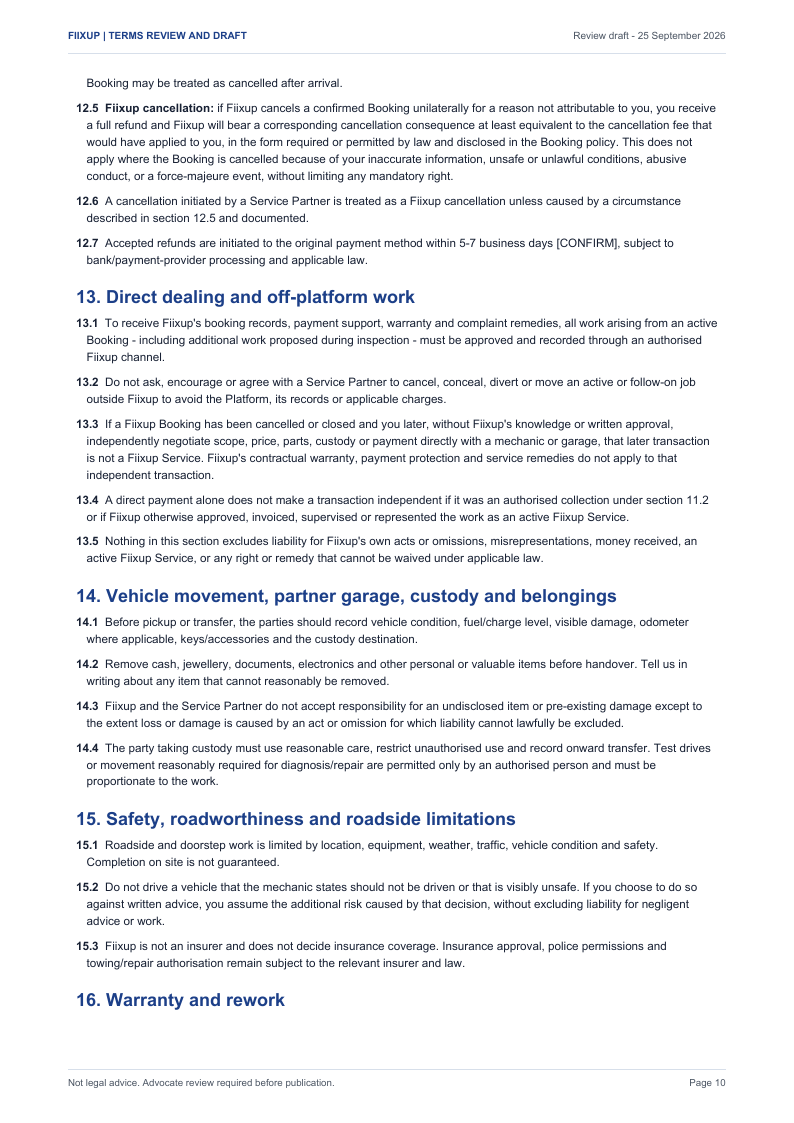 FIIXUP | TERMS REVIEW AND DRAFT
Review draft - 25 September 2026
Booking may be treated as cancelled after arrival.
12.5 Fiixup cancellation: if Fiixup cancels a confirmed Booking unilaterally for a reason not attributable to you, you receive
a full refund and Fiixup will bear a corresponding cancellation consequence at least equivalent to the cancellation fee that
would have applied to you, in the form required or permitted by law and disclosed in the Booking policy. This does not
apply where the Booking is cancelled because of your inaccurate information, unsafe or unlawful conditions, abusive
conduct, or a force-majeure event, without limiting any mandatory right.
12.6 A cancellation initiated by a Service Partner is treated as a Fiixup cancellation unless caused by a circumstance
described in section 12.5 and documented.
12.7 Accepted refunds are initiated to the original payment method within 5-7 business days [CONFIRM], subject to
bank/payment-provider processing and applicable law.
13. Direct dealing and off-platform work
13.1 To receive Fiixup's booking records, payment support, warranty and complaint remedies, all work arising from an active
Booking - including additional work proposed during inspection - must be approved and recorded through an authorised
Fiixup channel.
13.2 Do not ask, encourage or agree with a Service Partner to cancel, conceal, divert or move an active or follow-on job
outside Fiixup to avoid the Platform, its records or applicable charges.
13.3 If a Fiixup Booking has been cancelled or closed and you later, without Fiixup's knowledge or written approval,
independently negotiate scope, price, parts, custody or payment directly with a mechanic or garage, that later transaction
is not a Fiixup Service. Fiixup's contractual warranty, payment protection and service remedies do not apply to that
independent transaction.
13.4 A direct payment alone does not make a transaction independent if it was an authorised collection under section 11.2
or if Fiixup otherwise approved, invoiced, supervised or represented the work as an active Fiixup Service.
13.5 Nothing in this section excludes liability for Fiixup's own acts or omissions, misrepresentations, money received, an
active Fiixup Service, or any right or remedy that cannot be waived under applicable law.
14. Vehicle movement, partner garage, custody and belongings
14.1 Before pickup or transfer, the parties should record vehicle condition, fuel/charge level, visible damage, odometer
where applicable, keys/accessories and the custody destination.
14.2 Remove cash, jewellery, documents, electronics and other personal or valuable items before handover. Tell us in
writing about any item that cannot reasonably be removed.
14.3 Fiixup and the Service Partner do not accept responsibility for an undisclosed item or pre-existing damage except to
the extent loss or damage is caused by an act or omission for which liability cannot lawfully be excluded.
14.4 The party taking custody must use reasonable care, restrict unauthorised use and record onward transfer. Test drives
or movement reasonably required for diagnosis/repair are permitted only by an authorised person and must be
proportionate to the work.
15. Safety, roadworthiness and roadside limitations
15.1 Roadside and doorstep work is limited by location, equipment, weather, traffic, vehicle condition and safety.
Completion on site is not guaranteed.
15.2 Do not drive a vehicle that the mechanic states should not be driven or that is visibly unsafe. If you choose to do so
against written advice, you assume the additional risk caused by that decision, without excluding liability for negligent
advice or work.
15.3 Fiixup is not an insurer and does not decide insurance coverage. Insurance approval, police permissions and
towing/repair authorisation remain subject to the relevant insurer and law.
16. Warranty and rework
Not legal advice. Advocate review required before publication.
Page 10